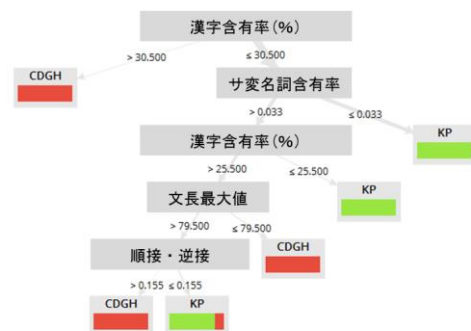 漢字含有率(%)
> 30.500
≤ 30.500
CDGH
サ変名詞含有率
> 0.033
≤ 0.033
漢字含有率(%)
KP
> 25.500
≤ 25.500
文長最大値
KP
> 79.500
≤ 79.500
順接・逆接
CDGH
> 0.155
≤ 0.155
CDGH
KP